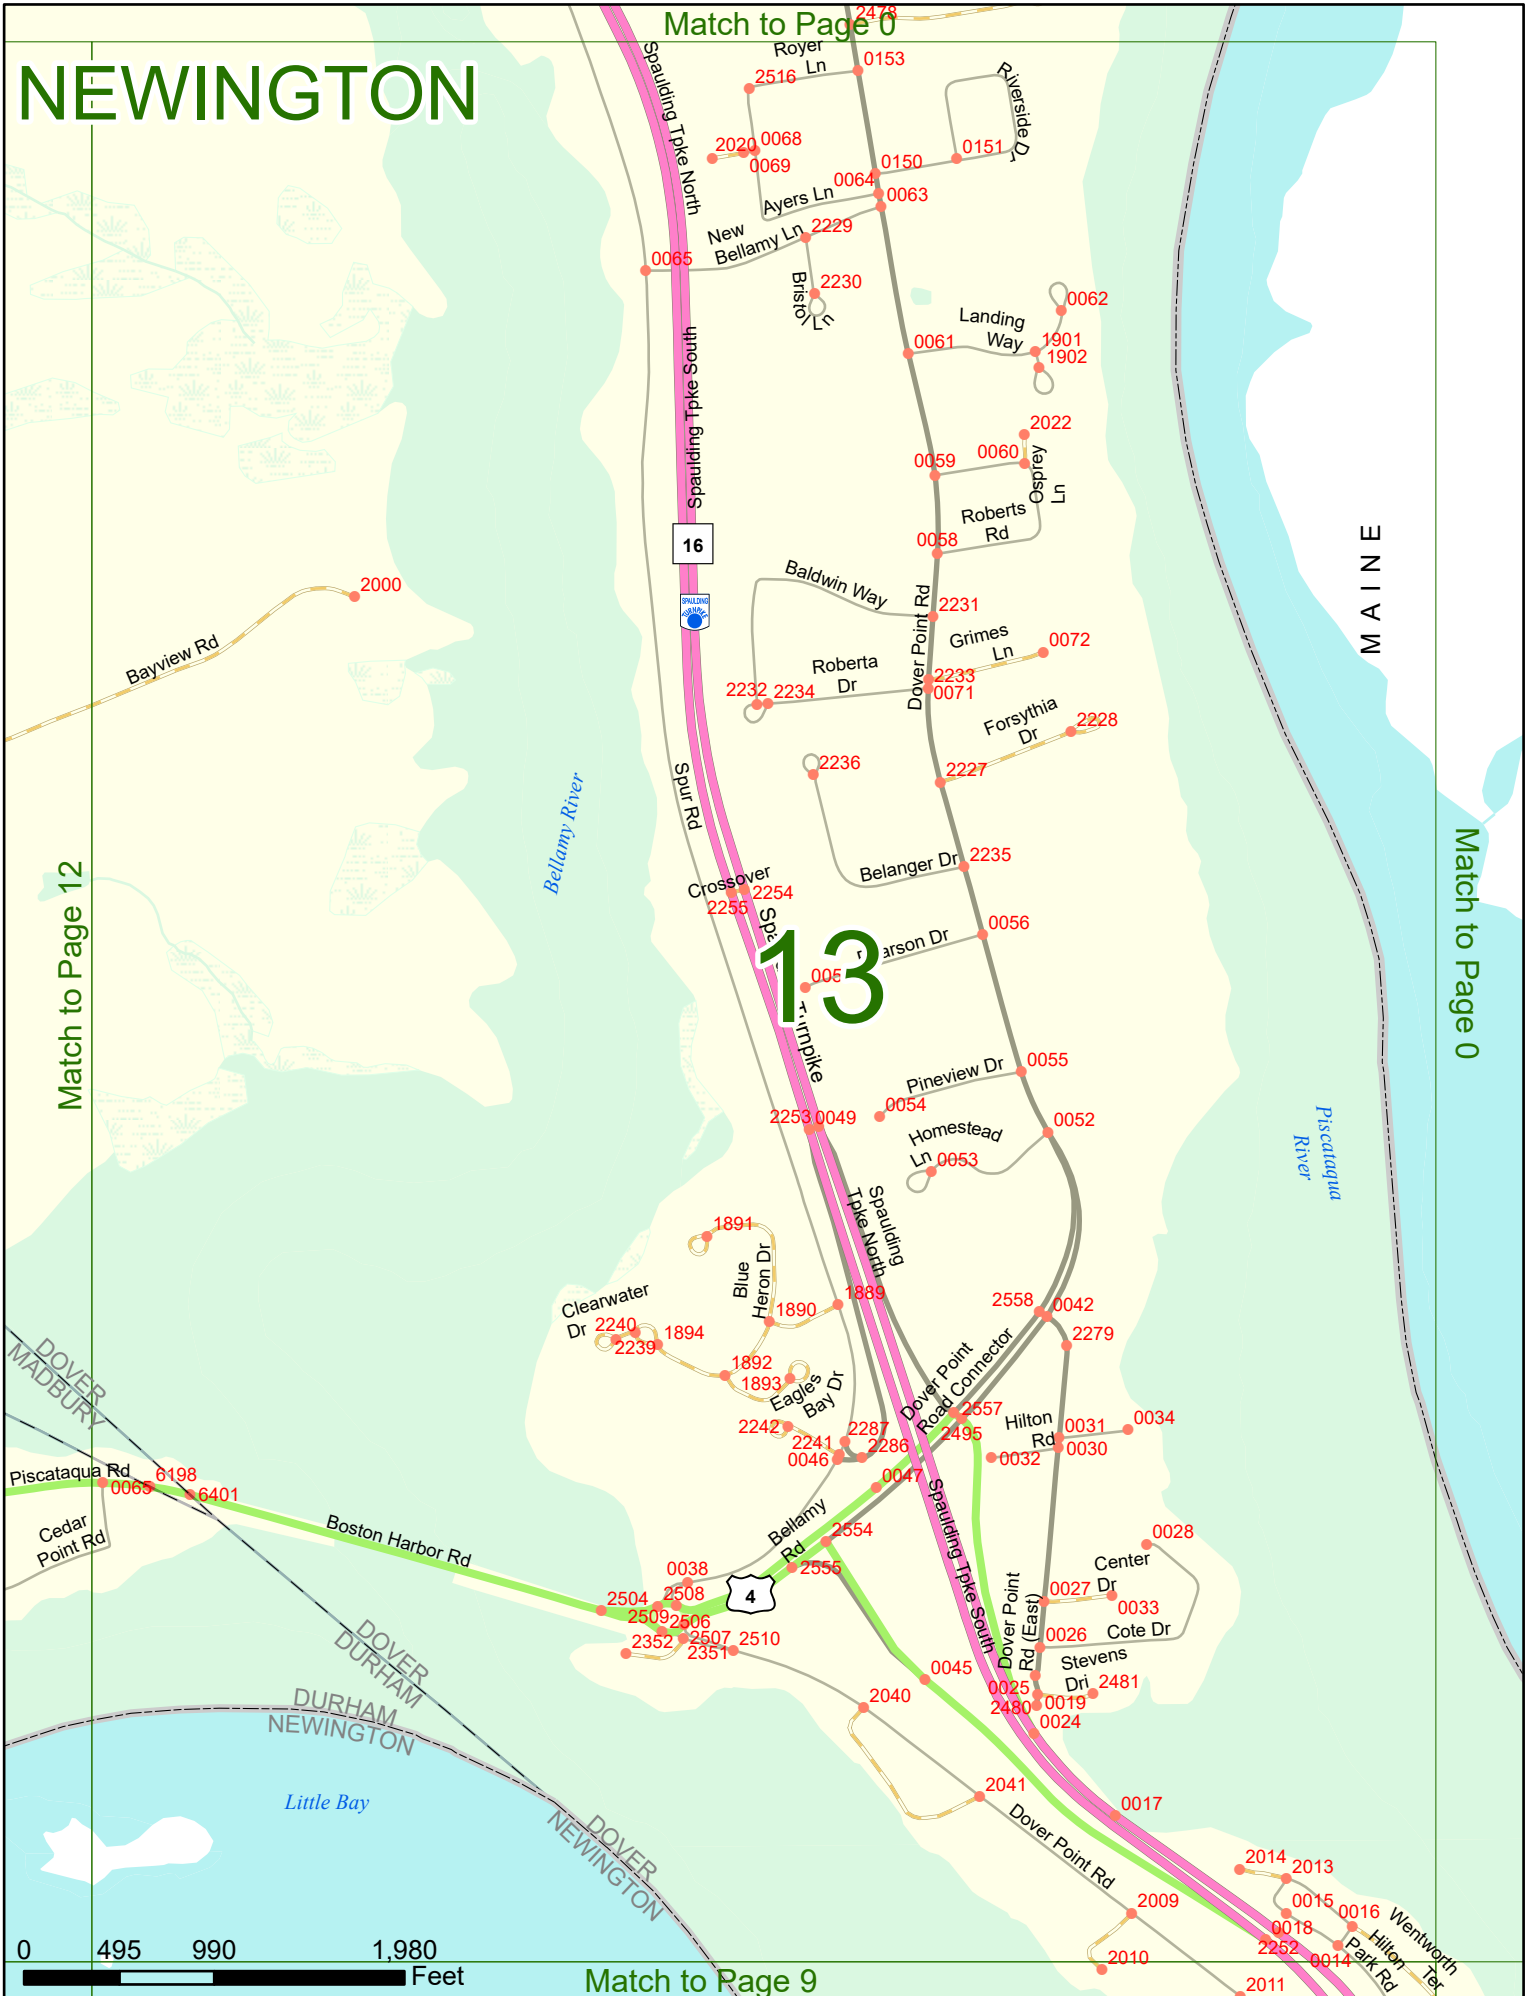 Match to Page 0
NEWINGTON
2478
Royer
Ln
0153
2516
Riverside Dr
Spaulding Tpke North
2020
0068
0069
0151
0150
0064
0063
Ayers Ln
New
Bellamy Ln
2229
0065
2230
Bristol Ln
0062
Landing
Way
1901
1902
0061
Spaulding Tpke South
2022
0059
0060
Osprey
Ln
Roberts
Rd
0058
16
MAINE
2000
Baldwin Way
SPAULDING
TURNPIKE
2231
Dover Point Rd
Grimes
Ln
0072
Bayview Rd
Roberta
Dr
2233
0071
2232
2234
Forsythia
Dr
2228
2236
2227
Spur Rd
Bellamy River
Belanger Dr
2235
Crossover
2254
2255
Match to Page 12
Match to Page 0
0056
13
arson Dr
Turnpike
0055
Pineview Dr
0054
2253
0049
0052
Homestead
Ln
0053
Piscataqua
River
Spaulding
Tpke North
1891
Blue
Heron Dr
1889
1890
Clearwater
Dr
2240
2239
1894
2558
0042
2279
1892
1893
Eagles
Bay Dr
Dover Point
Road Connector
DOVER
MADBURY
2242
2241
2287
2286
0046
2557
2495
Hilton
Rd
0031
0030
0034
0032
Piscataqua Rd
6198
0065
6401
0047
Cedar
Point Rd
Boston Harbor Rd
Bellamy
Rd
2554
2555
Spaulding Tpke South
0028
Center
Dr
0038
4
0027
0033
2504
2508
2509
2506
2507
2510
2352
2351
Dover Point
Rd (East)
0026
Cote Dr
Stevens
Dri
2481
DOVER
DURHAM
0045
0025
0019
2480
0024
DURHAM
NEWINGTON
2040
2041
0017
Little Bay
Dover Point Rd
DOVER
NEWINGTON
2014
2013
2009
0015
0016
0018
2252
0014
Wentworth
Ter
Hilton
Park Rd
2010
2011
0 495 990 1,980
Feet
Match to Page 9